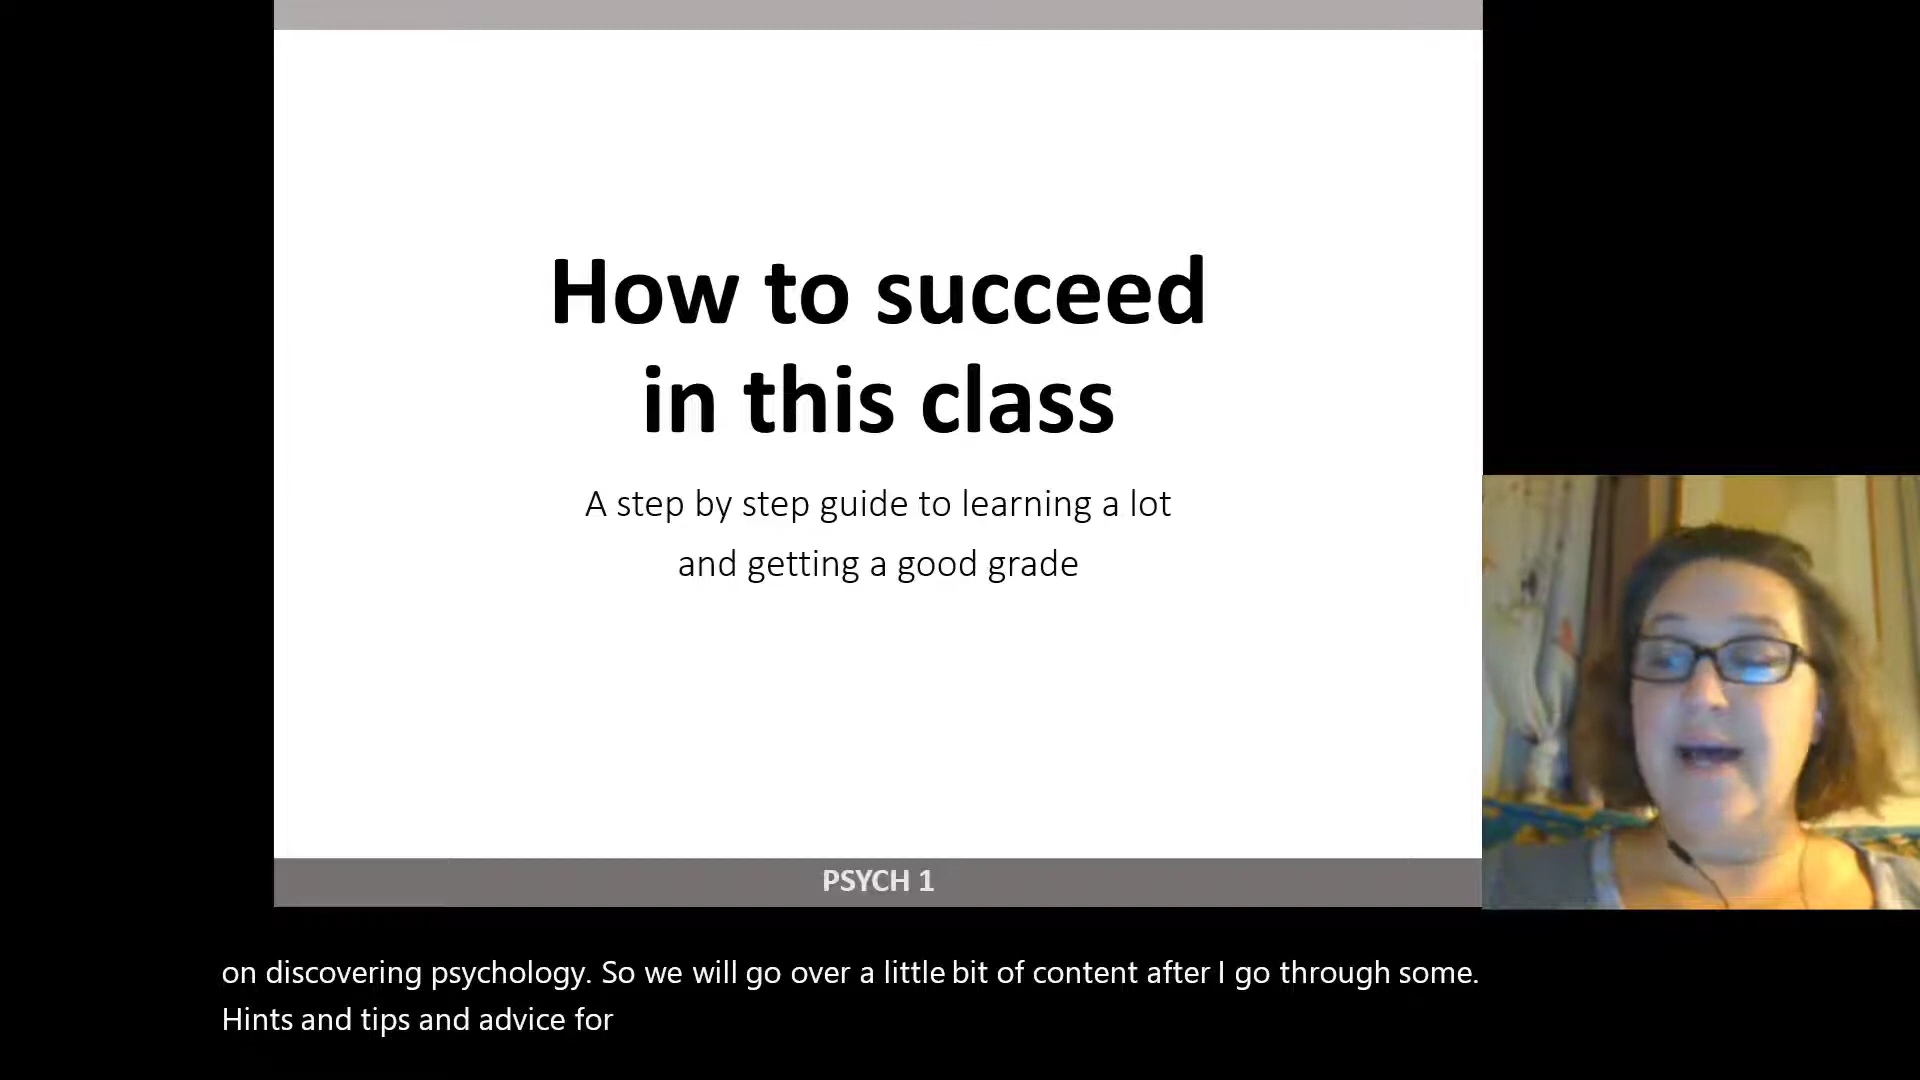 How to succeed
in this class
A step by step guide to learning a lot
and getting a good grade
PSYCH 1
on discovering psychology. So we will go over a little bit of content after I go through some.
Hints and tips and advice for